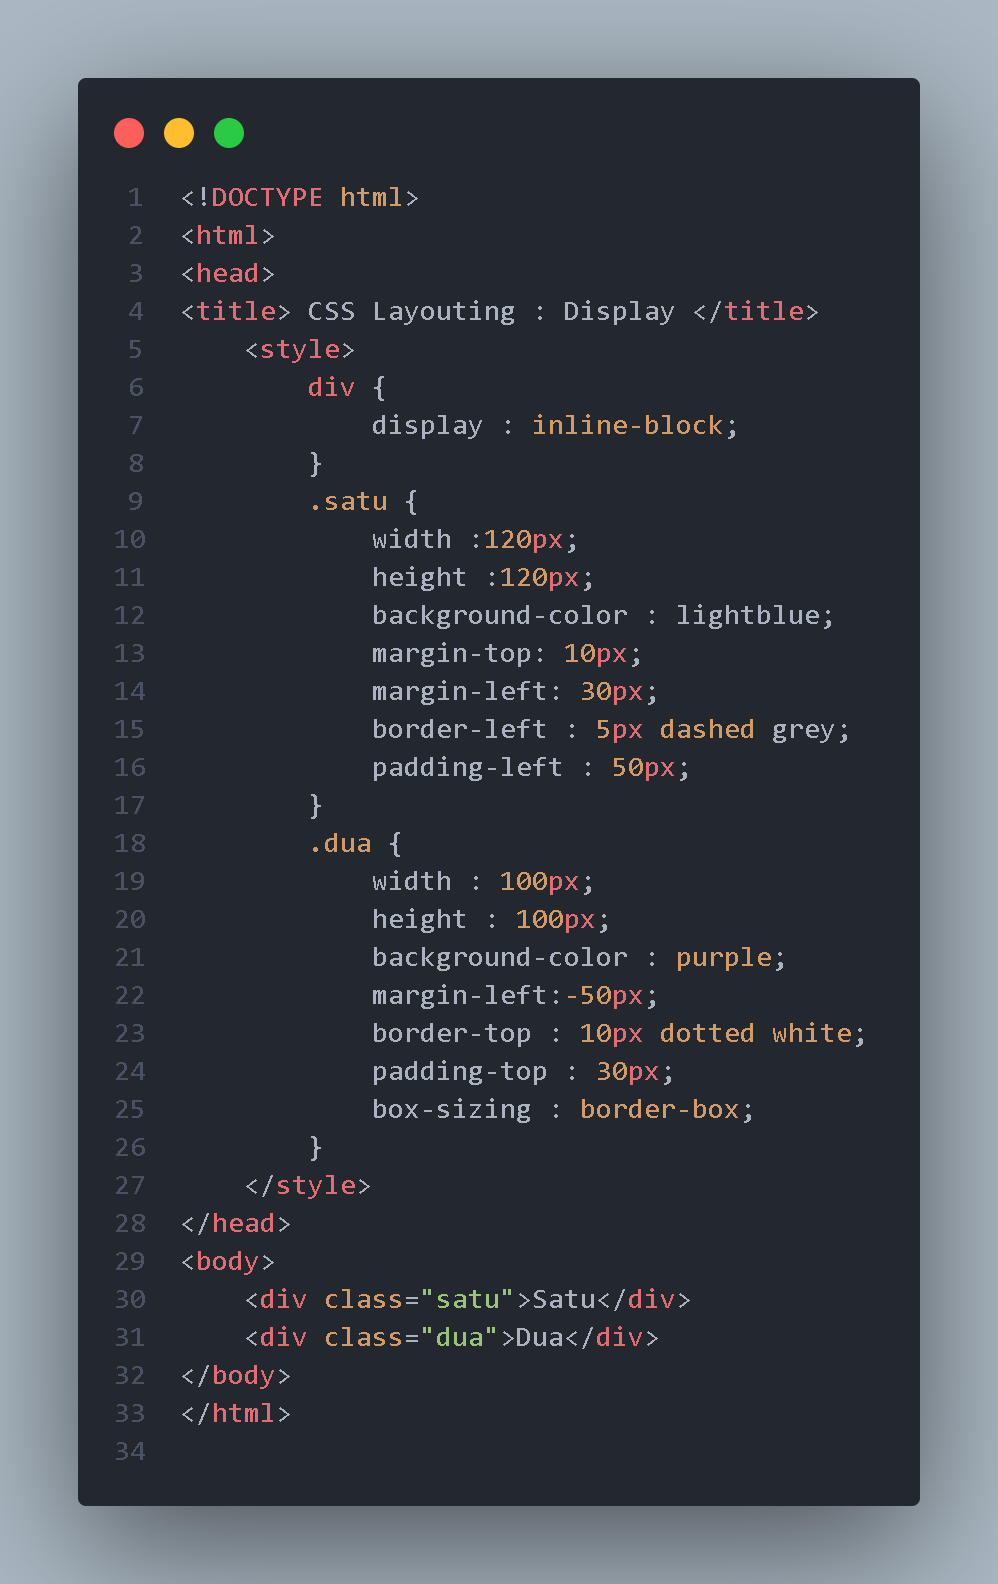 1 <!DOCTYPE html>
2 <html>
3 <head>
4 <title> CSS Layouting : Display </title>
5     <style>
6         div {
7             display : inline-block;
8         }
9         .satu {
10             width :120px;
11             height :120px;
12             background-color : lightblue;
13             margin-top: 10px;
14             margin-left: 30px;
15             border-left : 5px dashed grey;
16             padding-left : 50px;
17         }
18         .dua {
19             width : 100px;
20             height : 100px;
21             background-color : purple;
22             margin-left:-50px;
23             border-top : 10px dotted white;
24             padding-top : 30px;
25             box-sizing : border-box;
26         }
27     </style>
28 </head>
29 <body>
30     <div class="satu">Satu</div>
31     <div class="dua">Dua</div>
32 </body>
33 </html>
34